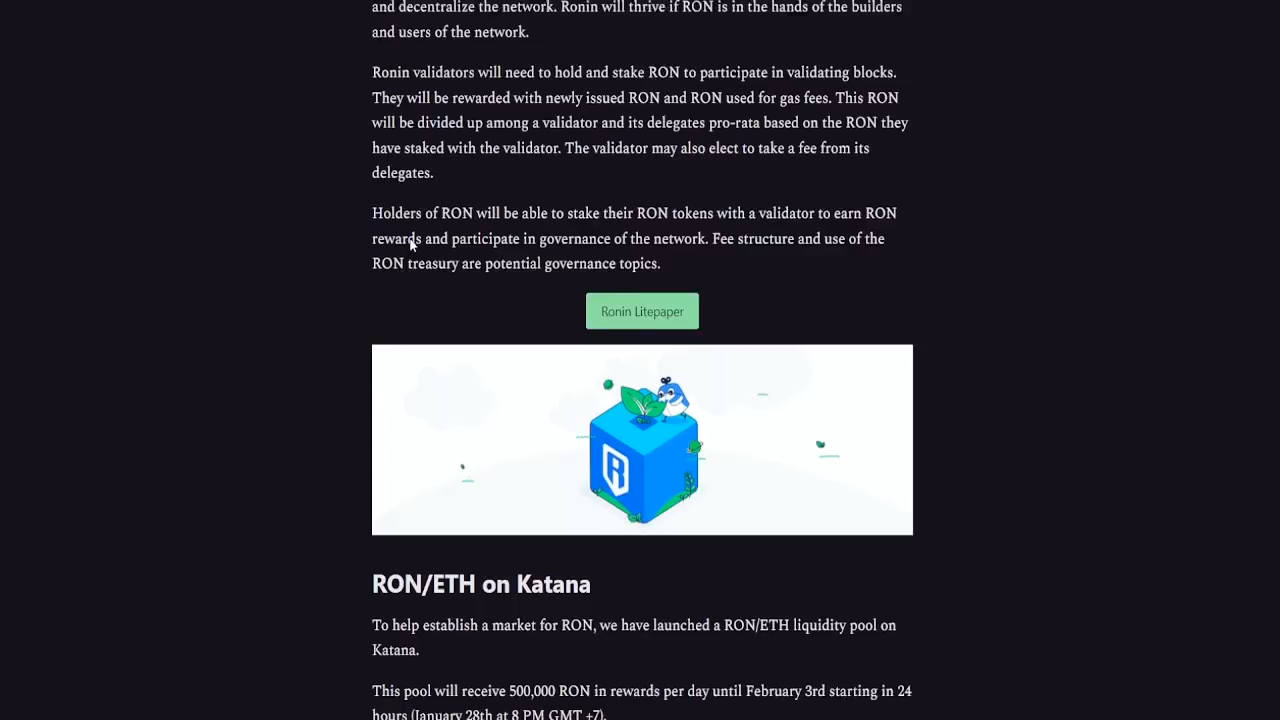 and decentralize the network. Ronin will thrive if RON is in the hands of the builders
and users of the network.
Ronin validators will need to hold and stake RON to participate in validating blocks.
They will be rewarded with newly issued RON and RON used for gas fees. This RON
will be divided up among a validator and its delegates pro-rata based on the RON they
have staked with the validator. The validator may also elect to take a fee from its
delegates.
Holders of RON will be able to stake their RON tokens with a validator to earn RON
rewards and participate in governance of the network. Fee structure and use of the
RON treasury are potential governance topics.
Ronin Litepaper
RON/ETH on Katana
To help establish a market for RON, we have launched a RON/ETH liquidity pool on
Katana.
This pool will receive 500,000 RON in rewards per day until February 3rd starting in 24
hours (January 28th at 8 PM GMT +7).